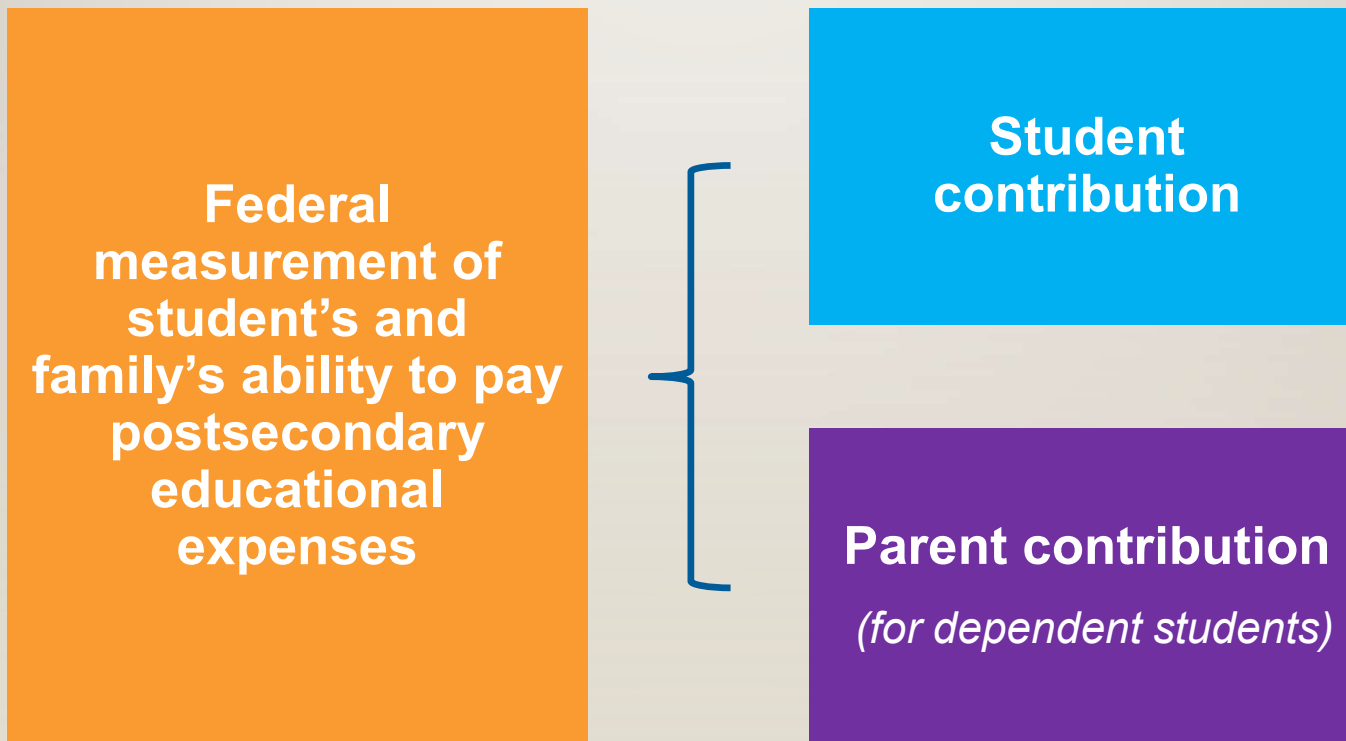 Federal
measurement of
student’s and
family’s ability to pay
postsecondary
educational
expenses
Student
contribution
Parent contribution
(for dependent students)